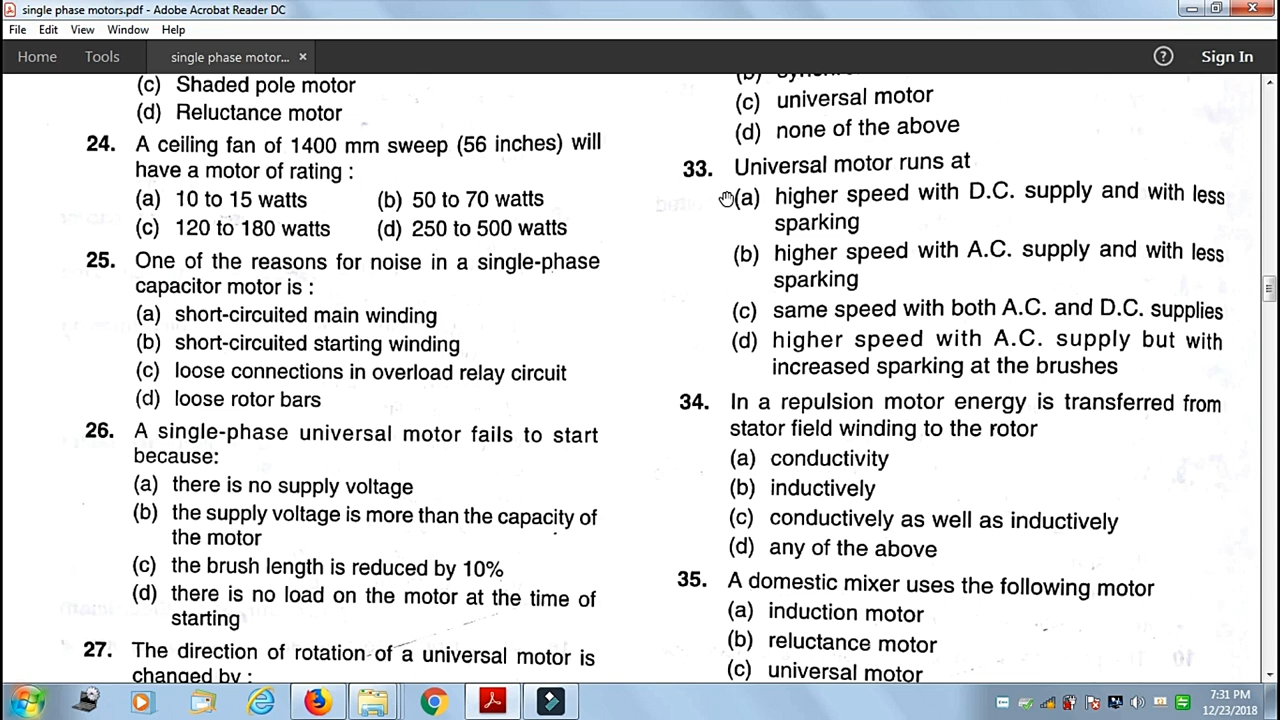 single phase motors.pdf - Adobe Acrobat Reader DC
File Edit View Window Help
Home Tools single phase motor... ×
? Sign In
(c) Shaded pole motor
(d) Reluctance motor
24. A ceiling fan of 1400 mm sweep (56 inches) will
have a motor of rating :
(a) 10 to 15 watts (b) 50 to 70 watts
(c) 120 to 180 watts (d) 250 to 500 watts
25. One of the reasons for noise in a single-phase
capacitor motor is :
(a) short-circuited main winding
(b) short-circuited starting winding
(c) loose connections in overload relay circuit
(d) loose rotor bars
26. A single-phase universal motor fails to start
because:
(a) there is no supply voltage
(b) the supply voltage is more than the capacity of
the motor
(c) the brush length is reduced by 10%
(d) there is no load on the motor at the time of
starting
27. The direction of rotation of a universal motor is
changed by :
(b)
(c) universal motor
(d) none of the above
33. Universal motor runs at
(a) higher speed with D.C. supply and with less
sparking
(b) higher speed with A.C. supply and with less
sparking
(c) same speed with both A.C. and D.C. supplies
(d) higher speed with A.C. supply but with
increased sparking at the brushes
34. In a repulsion motor energy is transferred from
stator field winding to the rotor
(a) conductivity
(b) inductively
(c) conductively as well as inductively
(d) any of the above
35. A domestic mixer uses the following motor
(a) induction motor
(b) reluctance motor
(c) universal motor
7:31 PM
12/23/2018